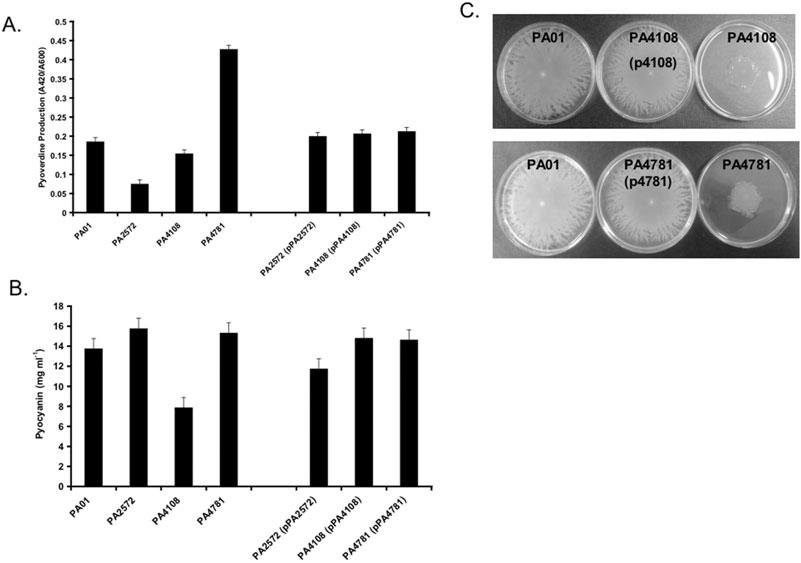 A.
Pyoverdine Production (A420/A600)
0.5
0.45
0.4
0.35
0.3
0.25
0.2
0.15
0.1
0.05
0
PA01
PA2572
PA4108
PA4781
PA2572 (pPA2572)
PA4108 (pPA4108)
PA4781 (pPA4781)
B.
Pyocyanin (mg ml-1)
18
16
14
12
10
8
6
4
2
0
PA01
PA2572
PA4108
PA4781
PA2572 (pPA2572)
PA4108 (pPA4108)
PA4781 (pPA4781)
C.
PA01
PA4108
(p4108)
PA4108
PA01
PA4781
(p4781)
PA4781